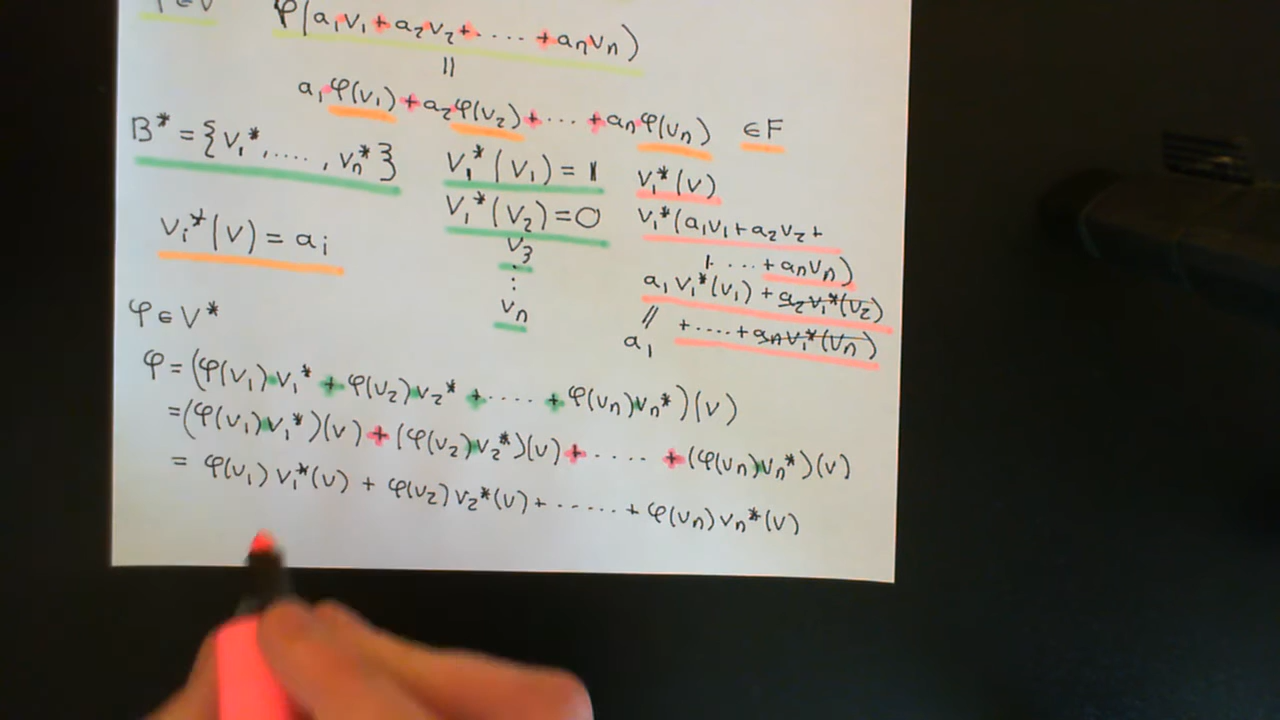 φ∈V
φ(a₁v₁+a₂v₂+....+aₙvₙ)
=
a₁φ(v₁)+a₂φ(v₂)+...+aₙφ(vₙ) ∈F
B*={v₁*,....,vₙ*}
v₁*(v₁)=1
v₁*(v₂)=0
v₃
⋮
vₙ
vᵢ*(v)=aᵢ
v₁*(v)
v₁*(a₁v₁+a₂v₂+
+....+aₙvₙ)
a₁v₁*(v₁)+a₂v₁*(v₂)
+....+aₙv₁*(vₙ)
=
a₁
φ∈V*
φ=(φ(v₁)·v₁*+φ(v₂)v₂*+....+φ(vₙ)vₙ*)(v)
=(φ(v₁)v₁*)(v)+(φ(v₂)v₂*)(v)+....+(φ(vₙ)vₙ*)(v)
=φ(v₁)v₁*(v)+φ(v₂)v₂*(v)+.....+φ(vₙ)vₙ*(v)